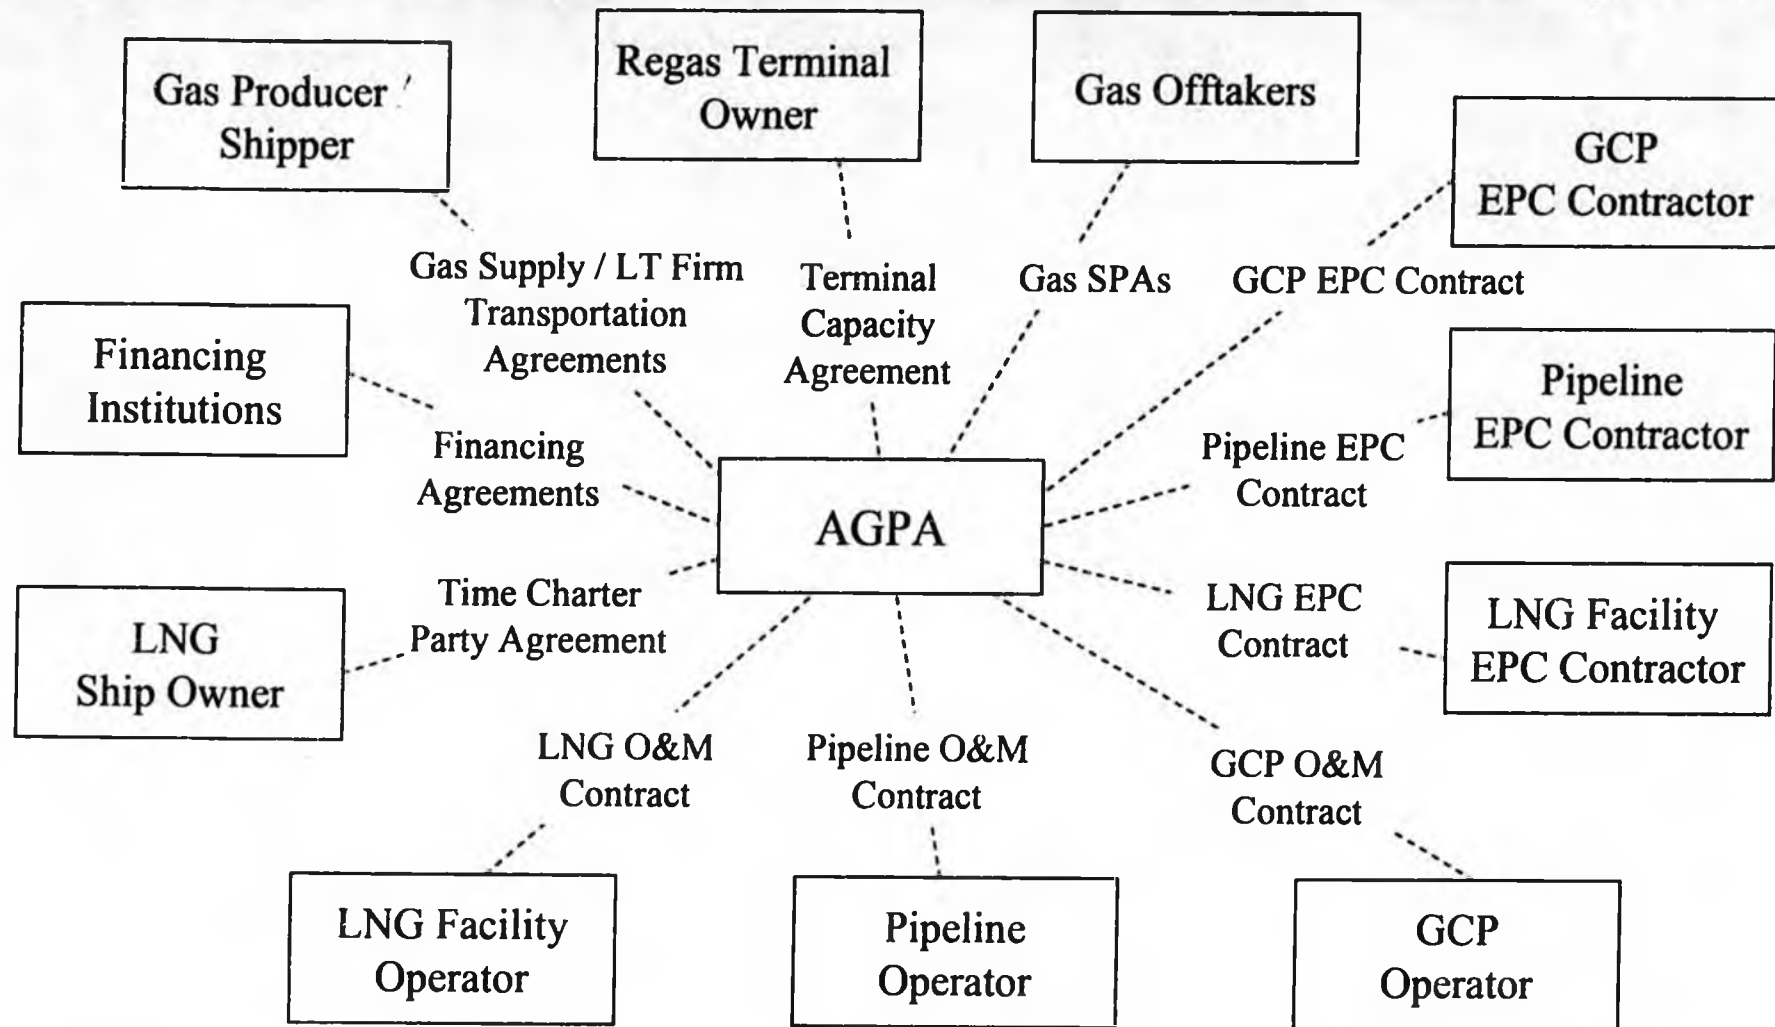 Gas Producer /
Shipper
Regas Terminal
Owner
Gas Offtakers
GCP
EPC Contractor
Gas Supply / LT Firm
Transportation
Agreements
Terminal
Capacity
Agreement
Gas SPAs
GCP EPC Contract
Financing
Institutions
Pipeline
EPC Contractor
Financing
Agreements
Pipeline EPC
Contract
AGPA
LNG
Ship Owner
Time Charter
Party Agreement
LNG EPC
Contract
LNG Facility
EPC Contractor
LNG O&M
Contract
Pipeline O&M
Contract
GCP O&M
Contract
LNG Facility
Operator
Pipeline
Operator
GCP
Operator